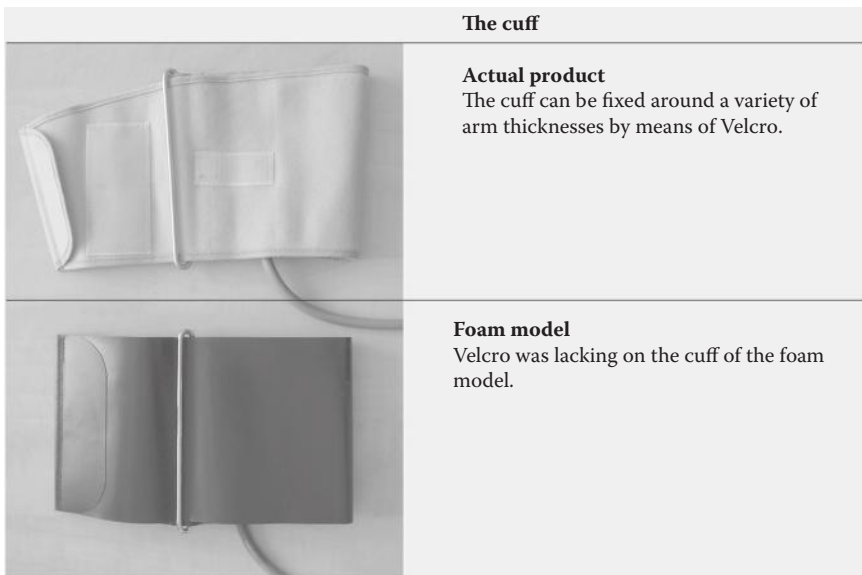 The cuff
Actual product
The cuff can be fixed around a variety of
arm thicknesses by means of Velcro.
Foam model
Velcro was lacking on the cuff of the foam
model.